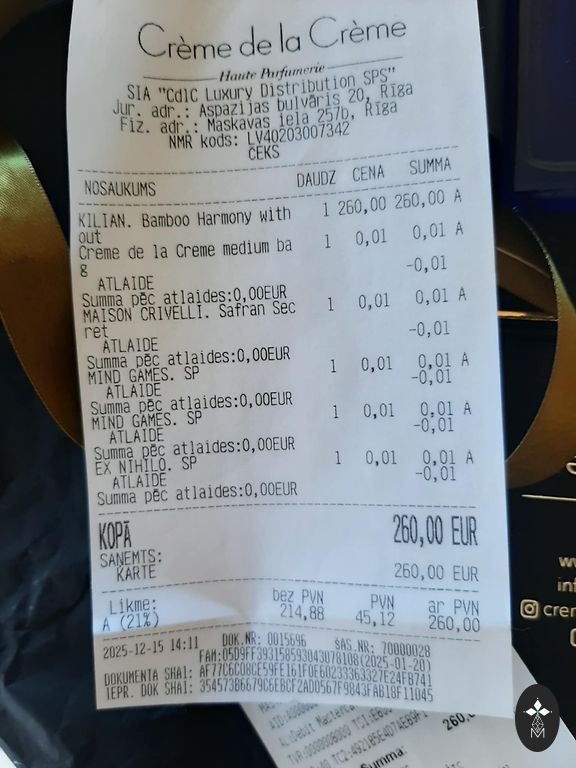 Crème de la Crème
Haute Parfumerie
SIA "CdlC Luxury Distribution SPS"
Jur. adr.: Aspazijas bulvāris 20, Rīga
Fiz. adr.: Maskavas iela 257b, Rīga
NMR kods: LV40203007342
ČEKS
NOSAUKUMS DAUDZ CENA SUMMA
KILIAN. Bamboo Harmony with 1 260,00 260,00 A
out
Creme de la Creme medium ba 1 0,01 0,01 A
g
ATLAIDE -0,01
Summa pēc atlaides:0,00EUR
MAISON CRIVELLI. Safran Sec 1 0,01 0,01 A
ret
ATLAIDE -0,01
Summa pēc atlaides:0,00EUR
MIND GAMES. SP 1 0,01 0,01 A
ATLAIDE -0,01
Summa pēc atlaides:0,00EUR
MIND GAMES. SP 1 0,01 0,01 A
ATLAIDE -0,01
Summa pēc atlaides:0,00EUR
EX NIHILO. SP 1 0,01 0,01 A
ATLAIDE -0,01
Summa pēc atlaides:0,00EUR
KOPĀ 260,00 EUR
SAŅEMTS:
KARTE 260,00 EUR
Likme: bez PVN PVN ar PVN
A (21%) 214,88 45,12 260,00
2025-12-15 14:11 DOK.NR: 0015696 SAS.NR: 70000028
DOKUMENTA SHA1:
IEPR. DOK SHA1:
260,
Summa: